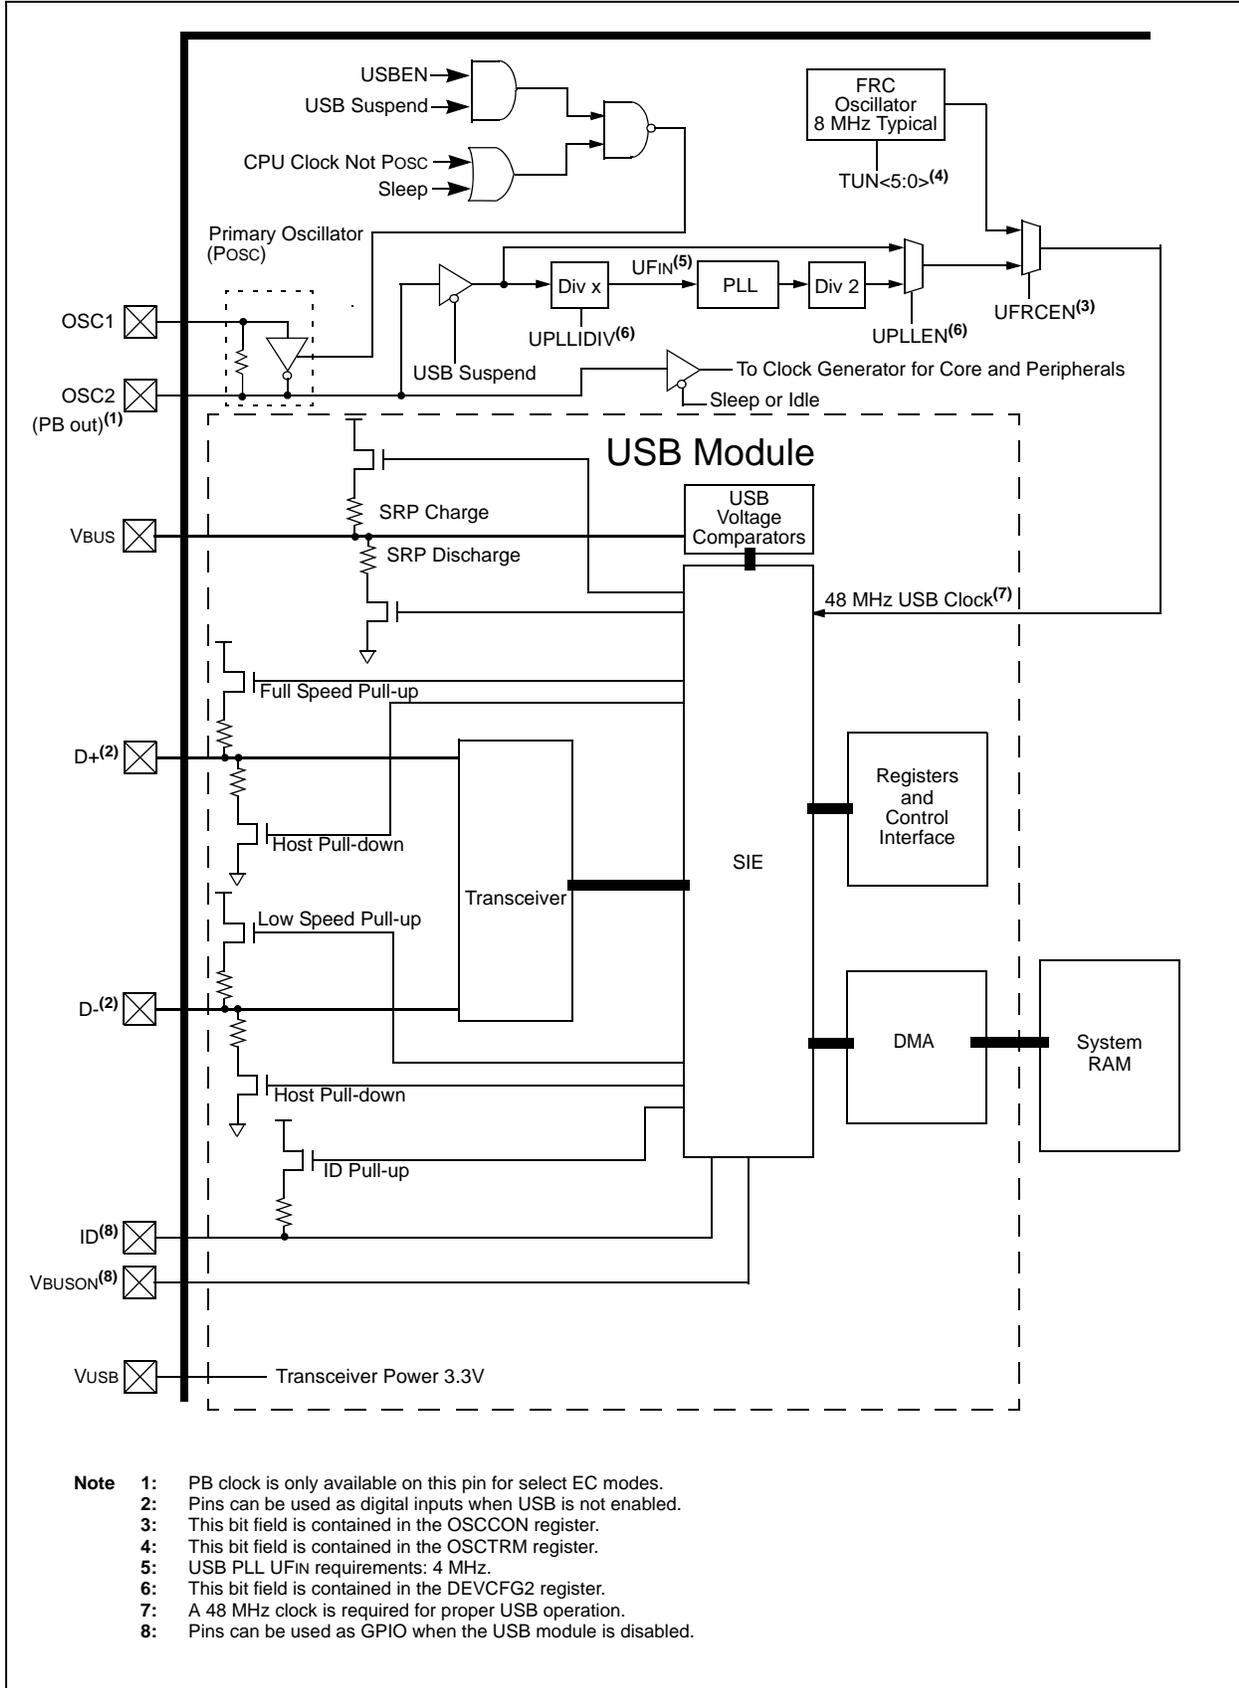 USBEN
USB Suspend
CPU Clock Not POSC
Sleep
FRC
Oscillator
8 MHz Typical
TUN<5:0>(4)
Primary Oscillator
(POSC)
UFIN(5)
Div x
PLL
Div 2
UFRCEN(3)
UPLLIDIV(6)
UPLLEN(6)
OSC1
USB Suspend
To Clock Generator for Core and Peripherals
OSC2
Sleep or Idle
(PB out)(1)
USB Module
USB
Voltage
Comparators
SRP Charge
VBUS
SRP Discharge
48 MHz USB Clock(7)
Full Speed Pull-up
D+(2)
Registers
and
Control
Interface
Host Pull-down
SIE
Transceiver
Low Speed Pull-up
D-(2)
DMA
System
RAM
Host Pull-down
ID Pull-up
ID(8)
VBUSON(8)
VUSB
Transceiver Power 3.3V
Note 1: PB clock is only available on this pin for select EC modes.
2: Pins can be used as digital inputs when USB is not enabled.
3: This bit field is contained in the OSCCON register.
4: This bit field is contained in the OSCTRM register.
5: USB PLL UFIN requirements: 4 MHz.
6: This bit field is contained in the DEVCFG2 register.
7: A 48 MHz clock is required for proper USB operation.
8: Pins can be used as GPIO when the USB module is disabled.